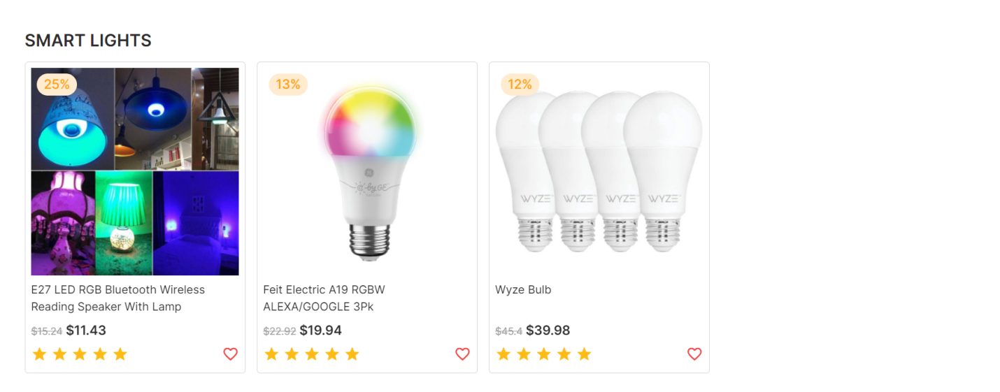 SMART LIGHTS
25%
13%
12%
by GE
WYZE WYZE WYZE WYZE
E27 LED RGB Bluetooth Wireless
Reading Speaker With Lamp
$15.24 $11.43
Feit Electric A19 RGBW
ALEXA/GOOGLE 3Pk
$22.92 $19.94
Wyze Bulb
$45.4 $39.98